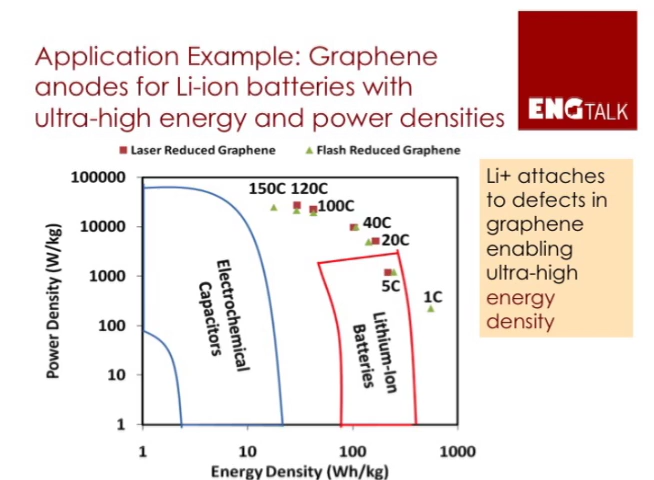 Application Example: Graphene
anodes for Li-ion batteries with
ultra-high energy and power densities
ENGTALK
Laser Reduced Graphene
Flash Reduced Graphene
Li+ attaches
to defects in
graphene
enabling
ultra-high
energy
density
Power Density (W/kg)
100000
10000
1000
100
10
1
150C 120C
100C
40C
20C
5C
1C
Electrochemical
Capacitors
Lithium-Ion
Batteries
1
10
100
1000
Energy Density (Wh/kg)